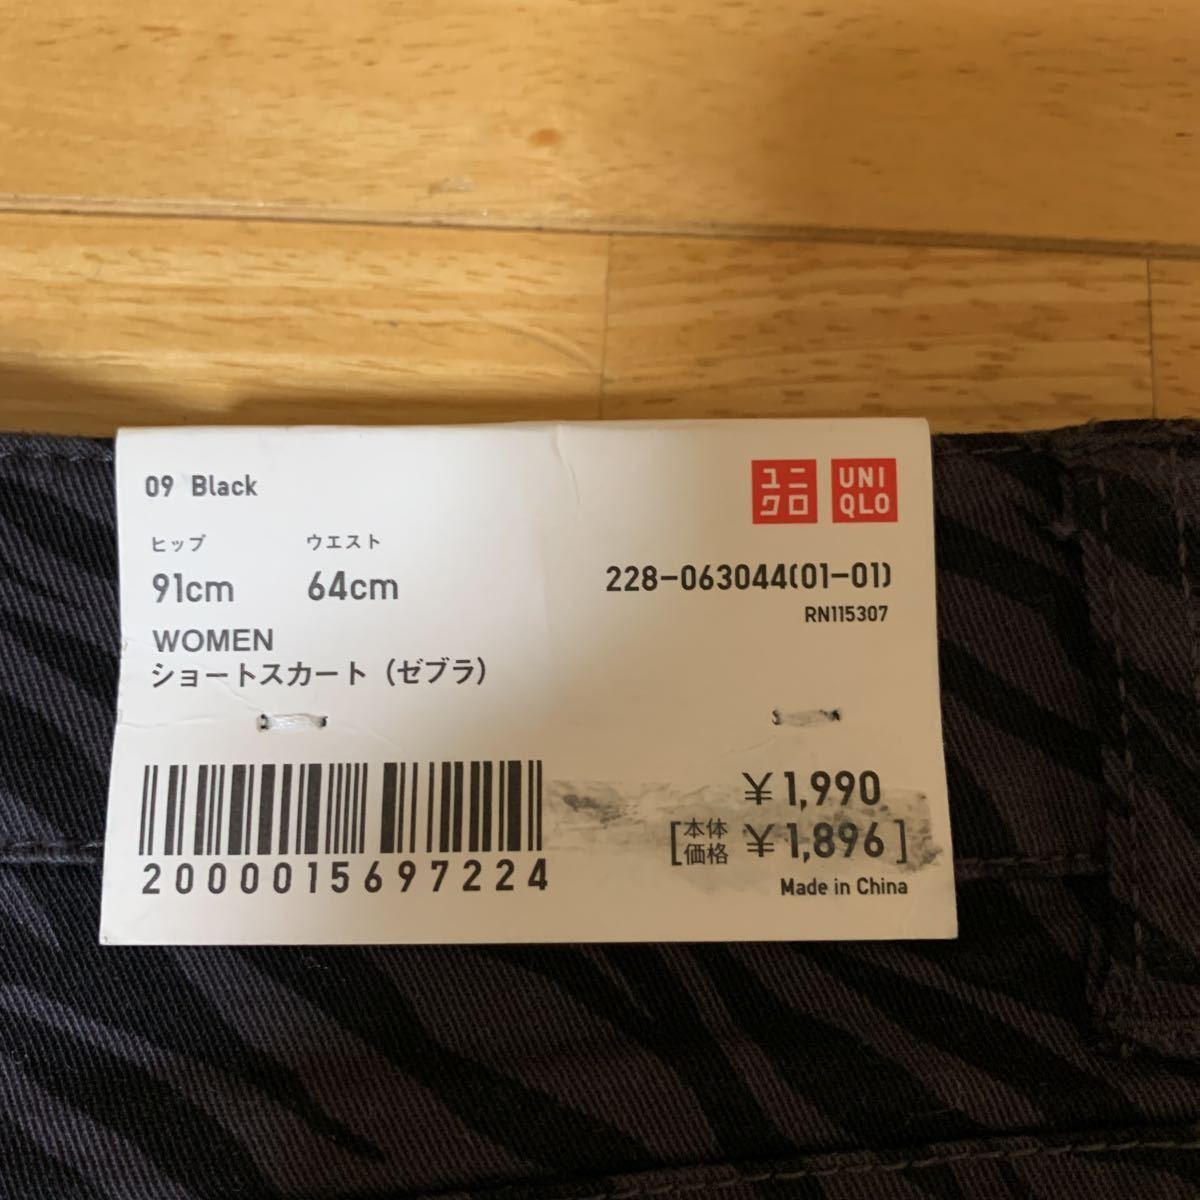 09 Black
ユニクロ
UNIQLO
ヒップ ウエスト
91cm 64cm
228-063044(01-01)
RN115307
WOMEN
ショートスカート（ゼブラ）
¥1,990
[本体価格 ¥1,896]
2000015697224
Made in China